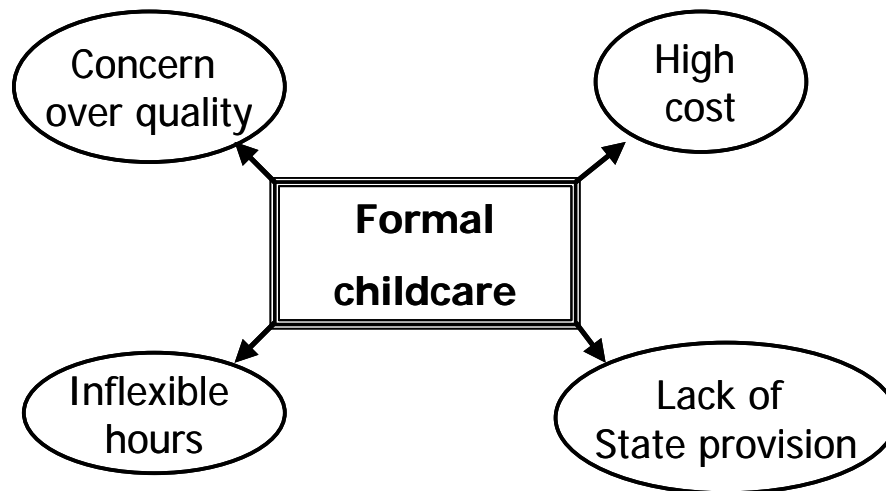 Concern
over quality
High
cost
Formal
childcare
Inflexible
hours
Lack of
State provision